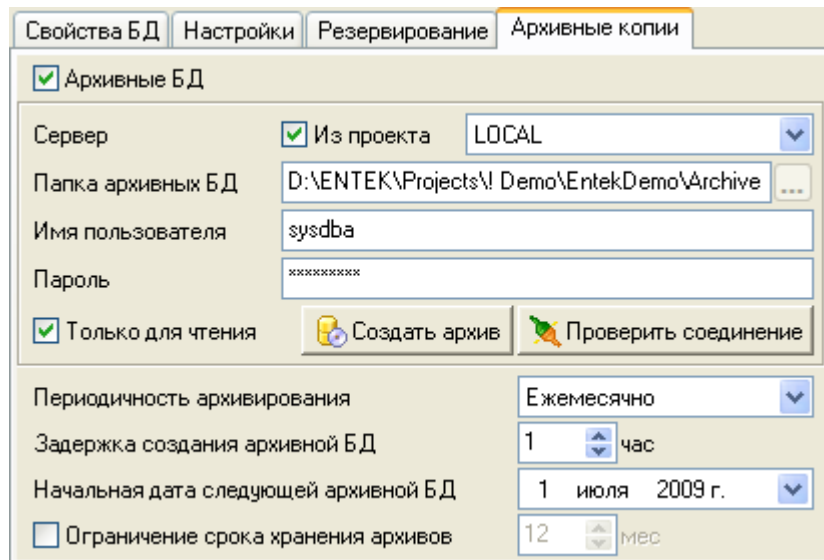 Свойства БД Настройки Резервирование Архивные копии
Архивные БД
Сервер Из проекта LOCAL
Папка архивных БД D:\ENTEK\Projects\! Demo\EntekDemo\Archive ...
Имя пользователя sysdba
Пароль *********
Только для чтения Создать архив Проверить соединение
Периодичность архивирования Ежемесячно
Задержка создания архивной БД 1 час
Начальная дата следующей архивной БД 1 июля 2009 г.
Ограничение срока хранения архивов 12 мес